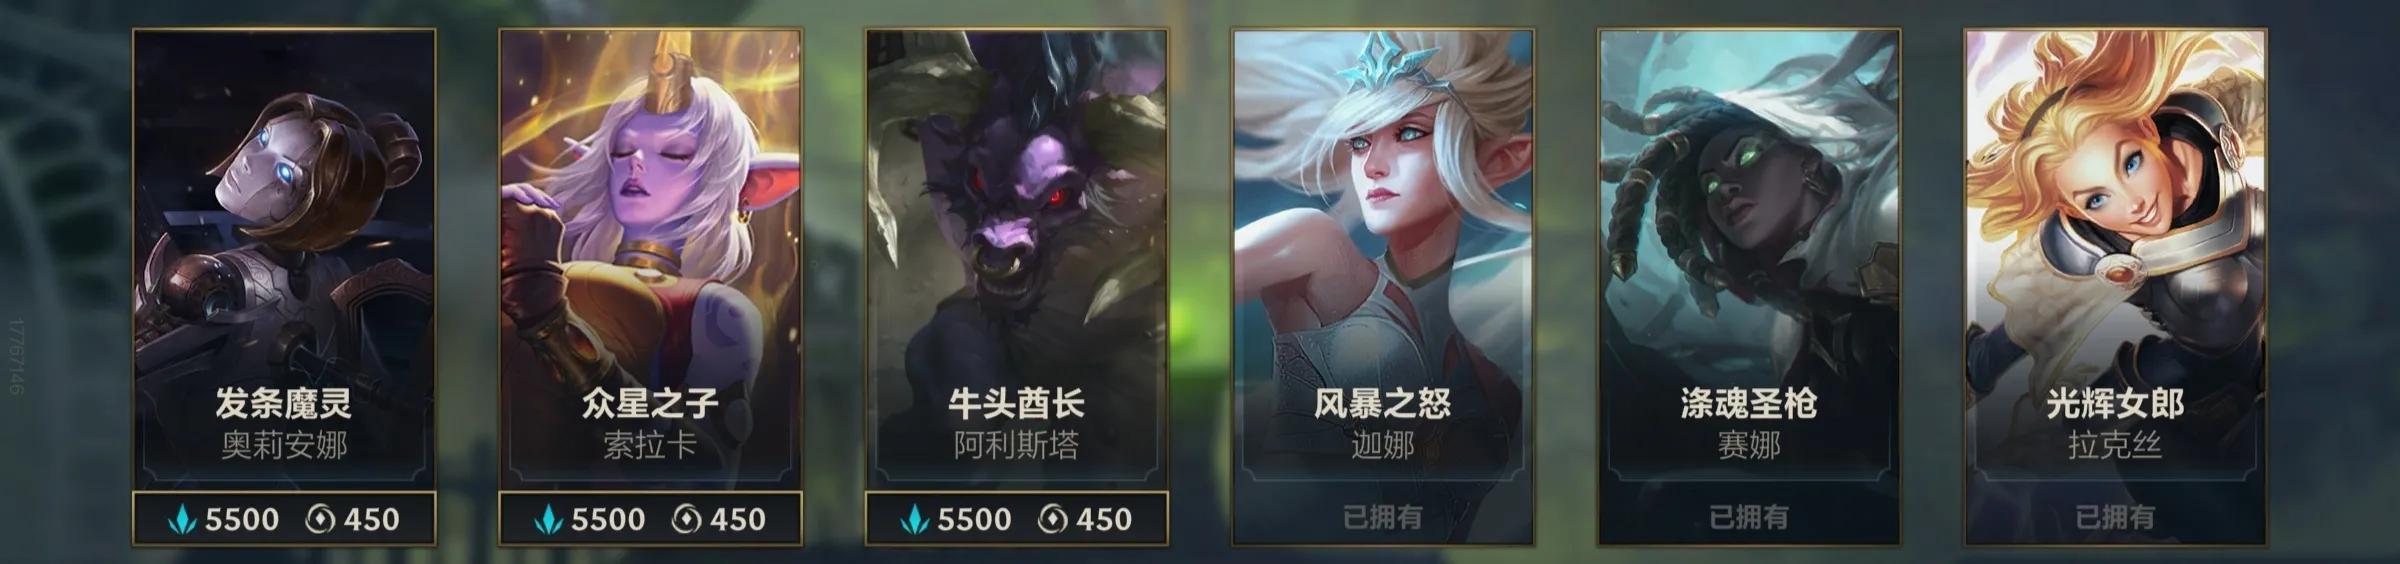 17767146
发条魔灵
奥莉安娜
5500 450
众星之子
索拉卡
5500 450
牛头酋长
阿利斯塔
5500 450
风暴之怒
迦娜
已拥有
涤魂圣枪
赛娜
已拥有
光辉女郎
拉克丝
已拥有